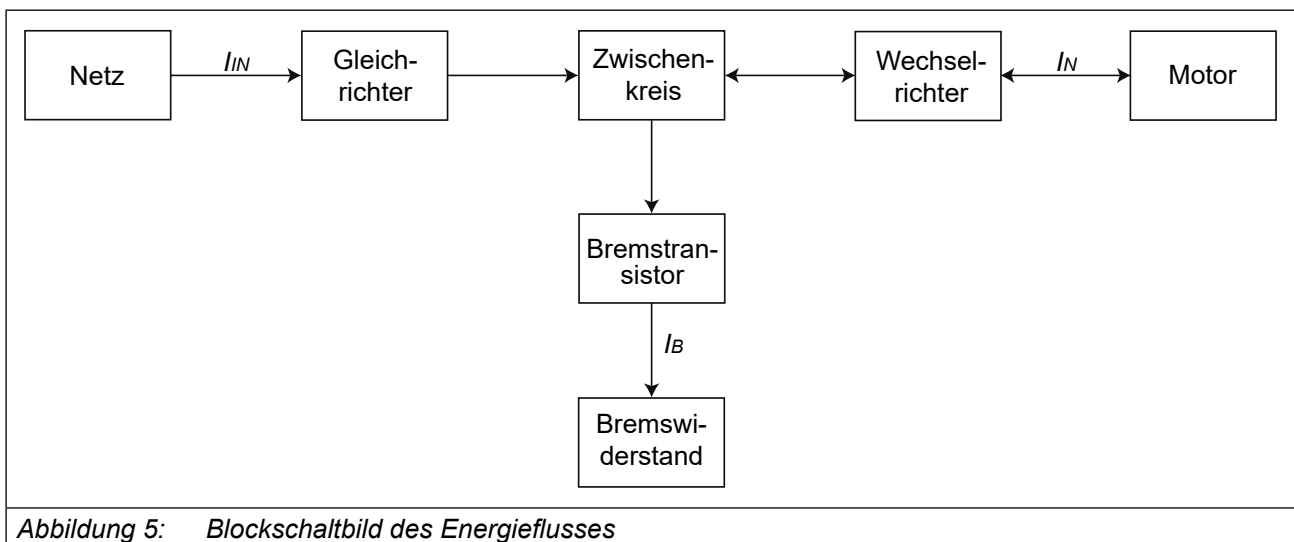 Netz
I_IN
Gleich-
richter
Zwischen-
kreis
Wechsel-
richter
I_N
Motor
Bremstran-
sistor
I_B
Bremswi-
derstand
Abbildung 5: Blockschaltbild des Energieflusses